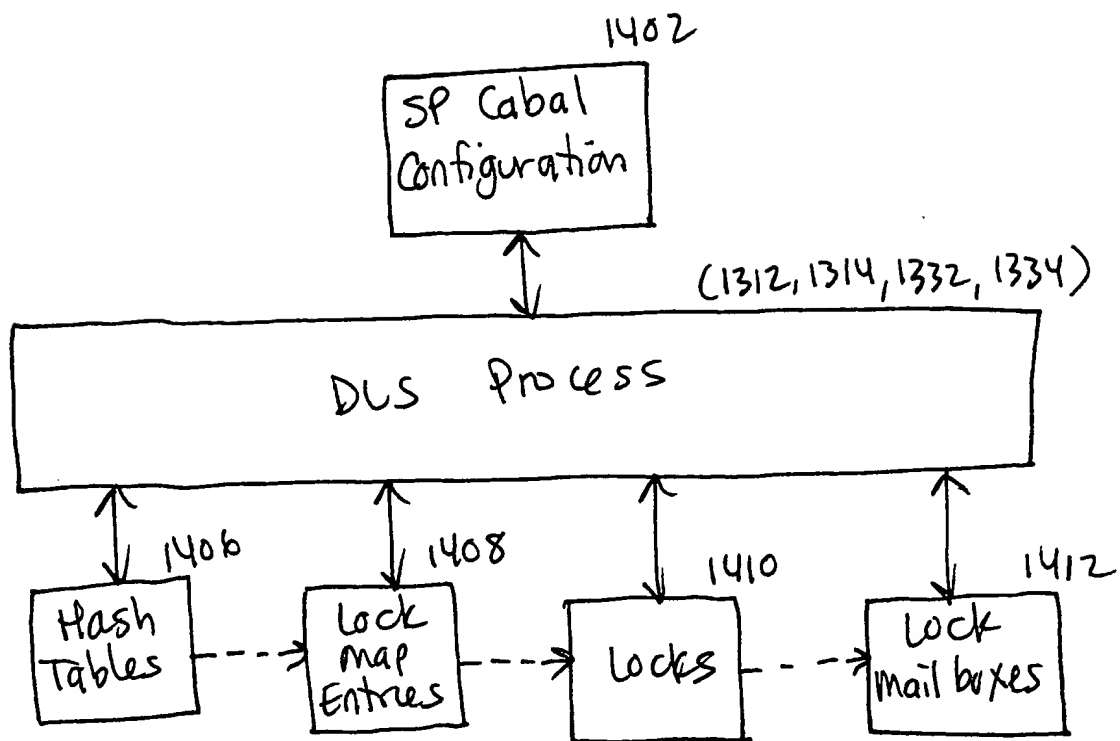 1402
SP Cabal
Configuration
(1312, 1314, 1332, 1334)
DLS Process
1406
1408
1410
1412
Hash
Tables
Lock
Map
Entries
Locks
Lock
mail boxes